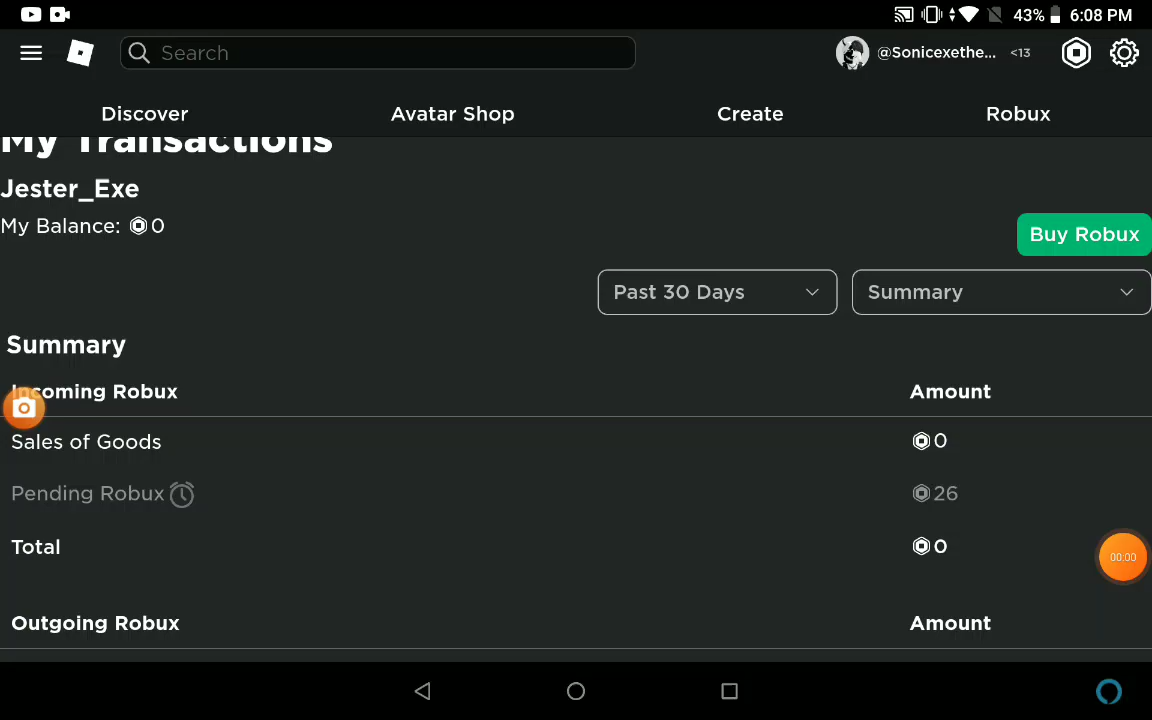 43% 6:08 PM
Search
@Sonicexethe... <13
Discover Avatar Shop Create Robux
My Transactions
Jester_Exe
My Balance: 0
Buy Robux
Past 30 Days Summary
Summary
Incoming Robux Amount
Sales of Goods 0
Pending Robux 26
Total 0
00:00
Outgoing Robux Amount